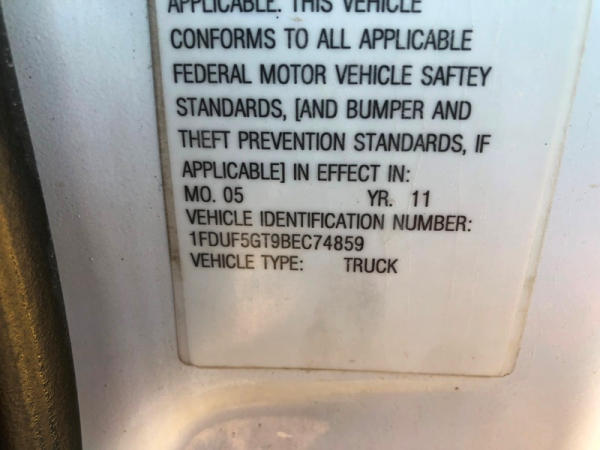 APPLICABLE. THIS VEHICLE
CONFORMS TO ALL APPLICABLE
FEDERAL MOTOR VEHICLE SAFTEY
STANDARDS, [AND BUMPER AND
THEFT PREVENTION STANDARDS, IF
APPLICABLE] IN EFFECT IN:
MO. 05 YR. 11
VEHICLE IDENTIFICATION NUMBER:
1FDUF5GT9BEC74859
VEHICLE TYPE: TRUCK